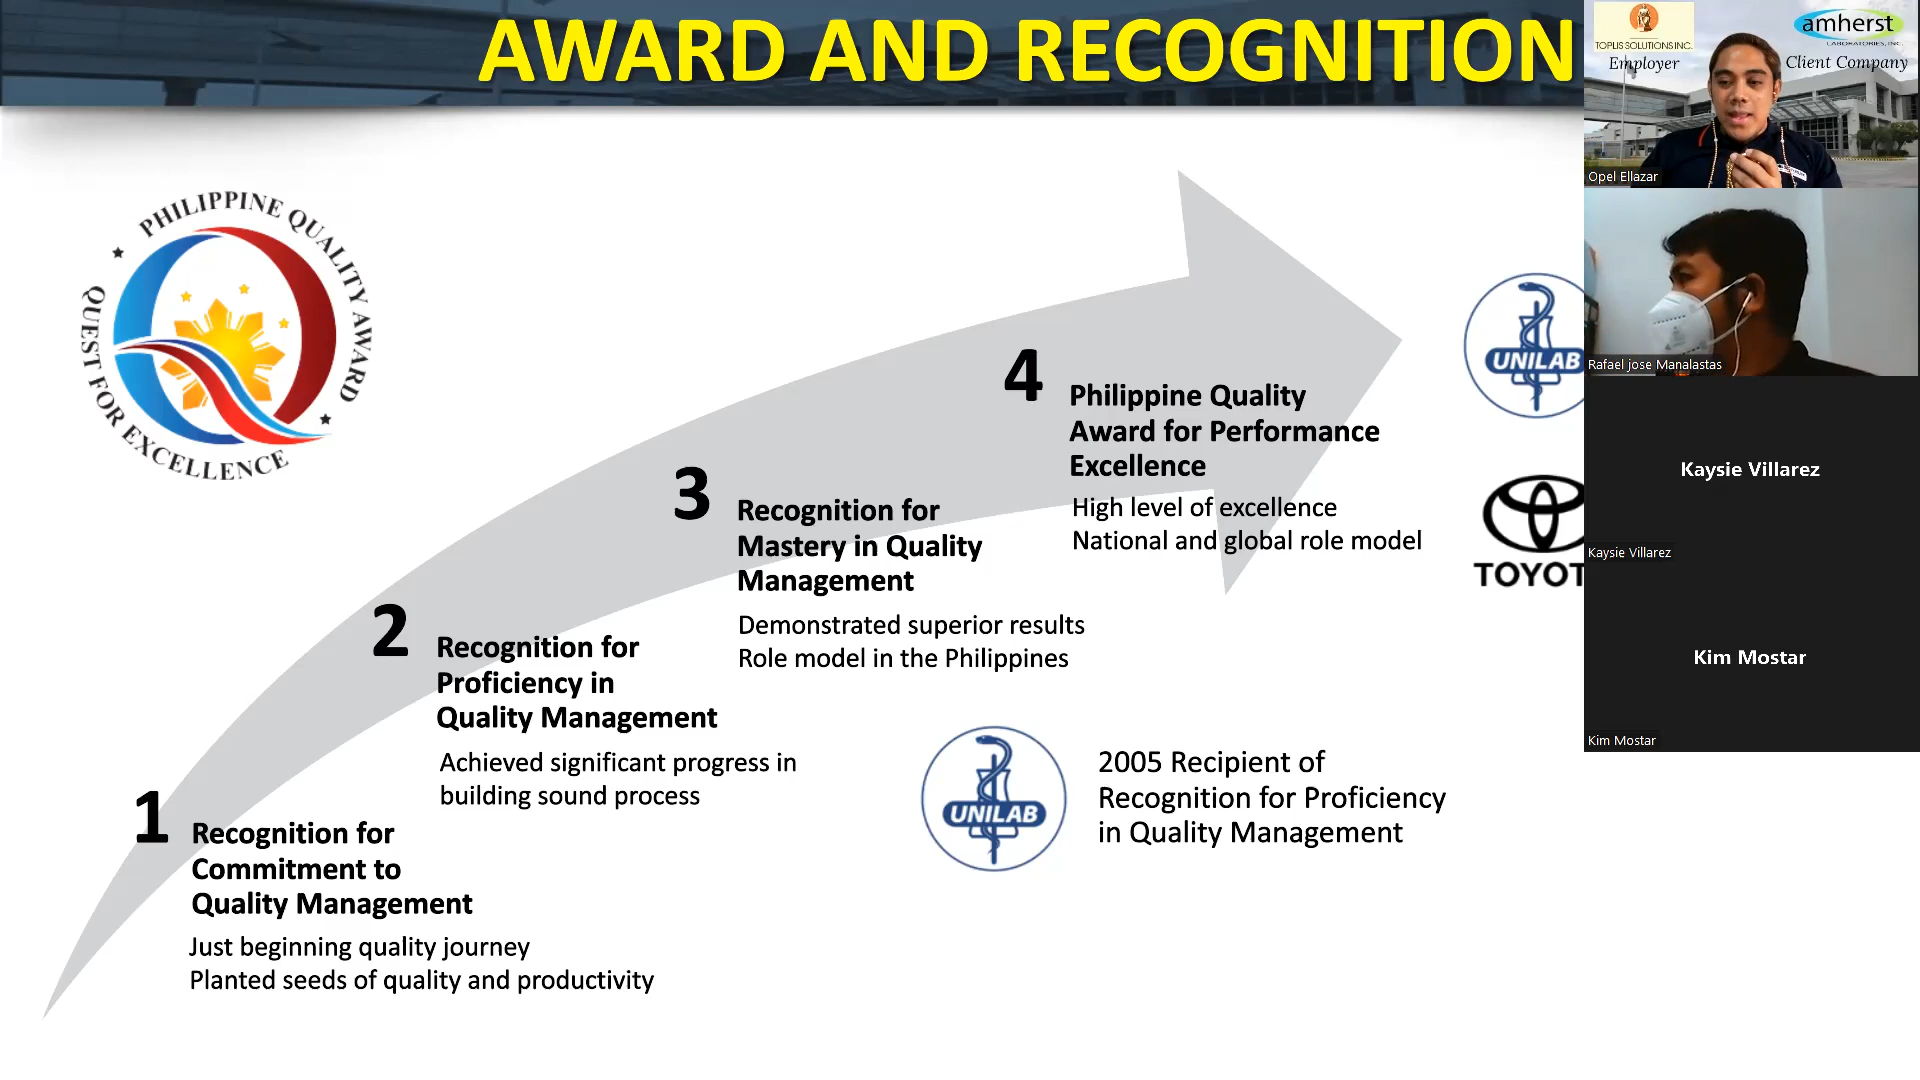 AWARD AND RECOGNITION
PHILIPPINE QUALITY AWARD
QUEST FOR EXCELLENCE
4
Philippine Quality
Award for Performance
Excellence
High level of excellence
National and global role model
3
Recognition for
Mastery in Quality
Management
Demonstrated superior results
Role model in the Philippines
2
Recognition for
Proficiency in
Quality Management
Achieved significant progress in
building sound process
1
Recognition for
Commitment to
Quality Management
Just beginning quality journey
Planted seeds of quality and productivity
UNILAB
2005 Recipient of
Recognition for Proficiency
in Quality Management
UNILAB
TOYOT
TOPLIS SOLUTIONS INC.
Employer
amherst
LABORATORIES, INC.
Client Company
Opel Ellazar
Rafael jose Manalastas
Kaysie Villarez
Kaysie Villarez
Kim Mostar
Kim Mostar